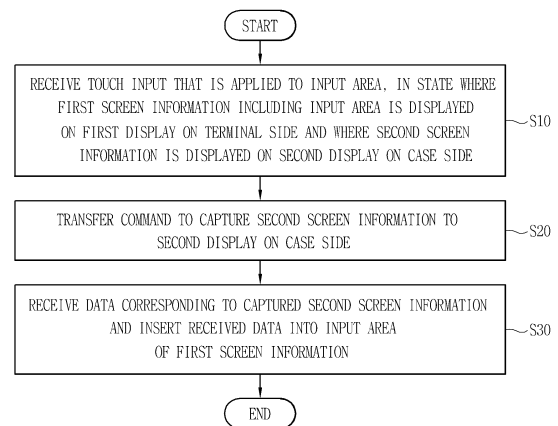 START
RECEIVE TOUCH INPUT THAT IS APPLIED TO INPUT AREA, IN STATE WHERE
FIRST SCREEN INFORMATION INCLUDING INPUT AREA IS DISPLAYED
ON FIRST DISPLAY ON TERMINAL SIDE AND WHERE SECOND SCREEN
INFORMATION IS DISPLAYED ON SECOND DISPLAY ON CASE SIDE
S10
TRANSFER COMMAND TO CAPTURE SECOND SCREEN INFORMATION TO
SECOND DISPLAY ON CASE SIDE
S20
RECEIVE DATA CORRESPONDING TO CAPTURED SECOND SCREEN INFORMATION
AND INSERT RECEIVED DATA INTO INPUT AREA
OF FIRST SCREEN INFORMATION
S30
END